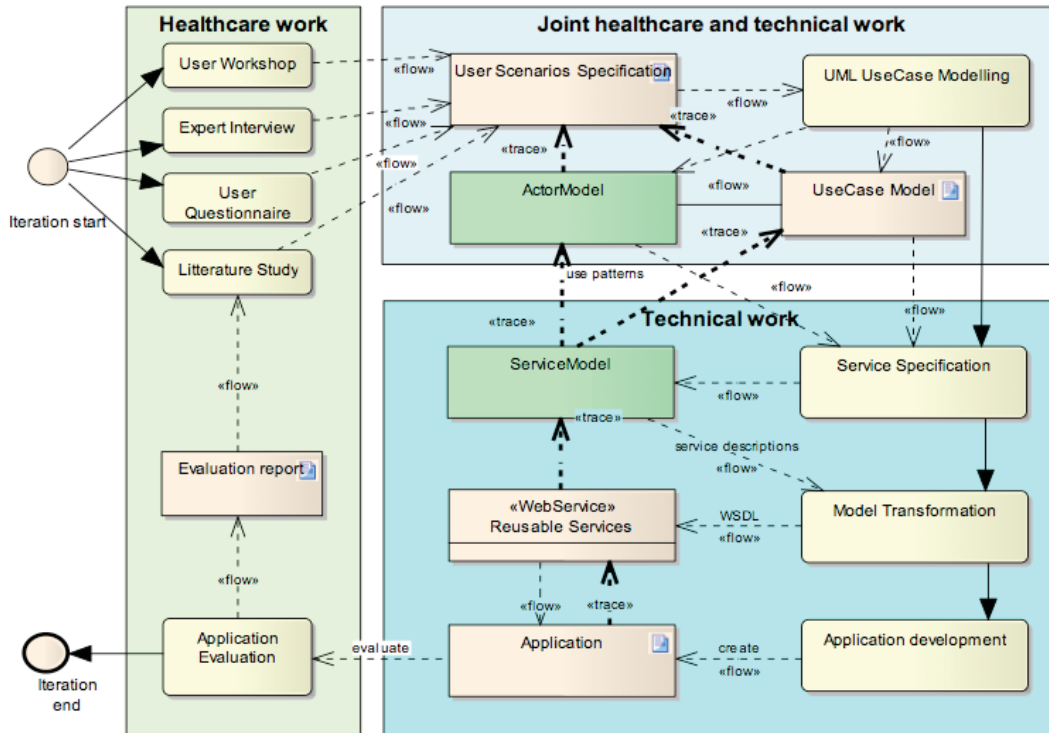 Healthcare work
User Workshop
Expert Interview
User
Questionnaire
Litterature Study
Iteration start
«flow»
«flow»
«flow»
«flow»
«flow»
Evaluation report
«flow»
Application
Evaluation
Iteration
end
Joint healthcare and technical work
User Scenarios Specification
UML UseCase Modelling
«flow»
«trace»
«trace»
ActorModel
«flow»
«flow»
UseCase Model
«trace»
use patterns
«flow»
«flow»
«trace»
Technical work
ServiceModel
Service Specification
«flow»
«trace»
service descriptions
«flow»
«WebService»
Reusable Services
WSDL
«flow»
Model Transformation
«flow»
«trace»
evaluate
Application
create
«flow»
Application development